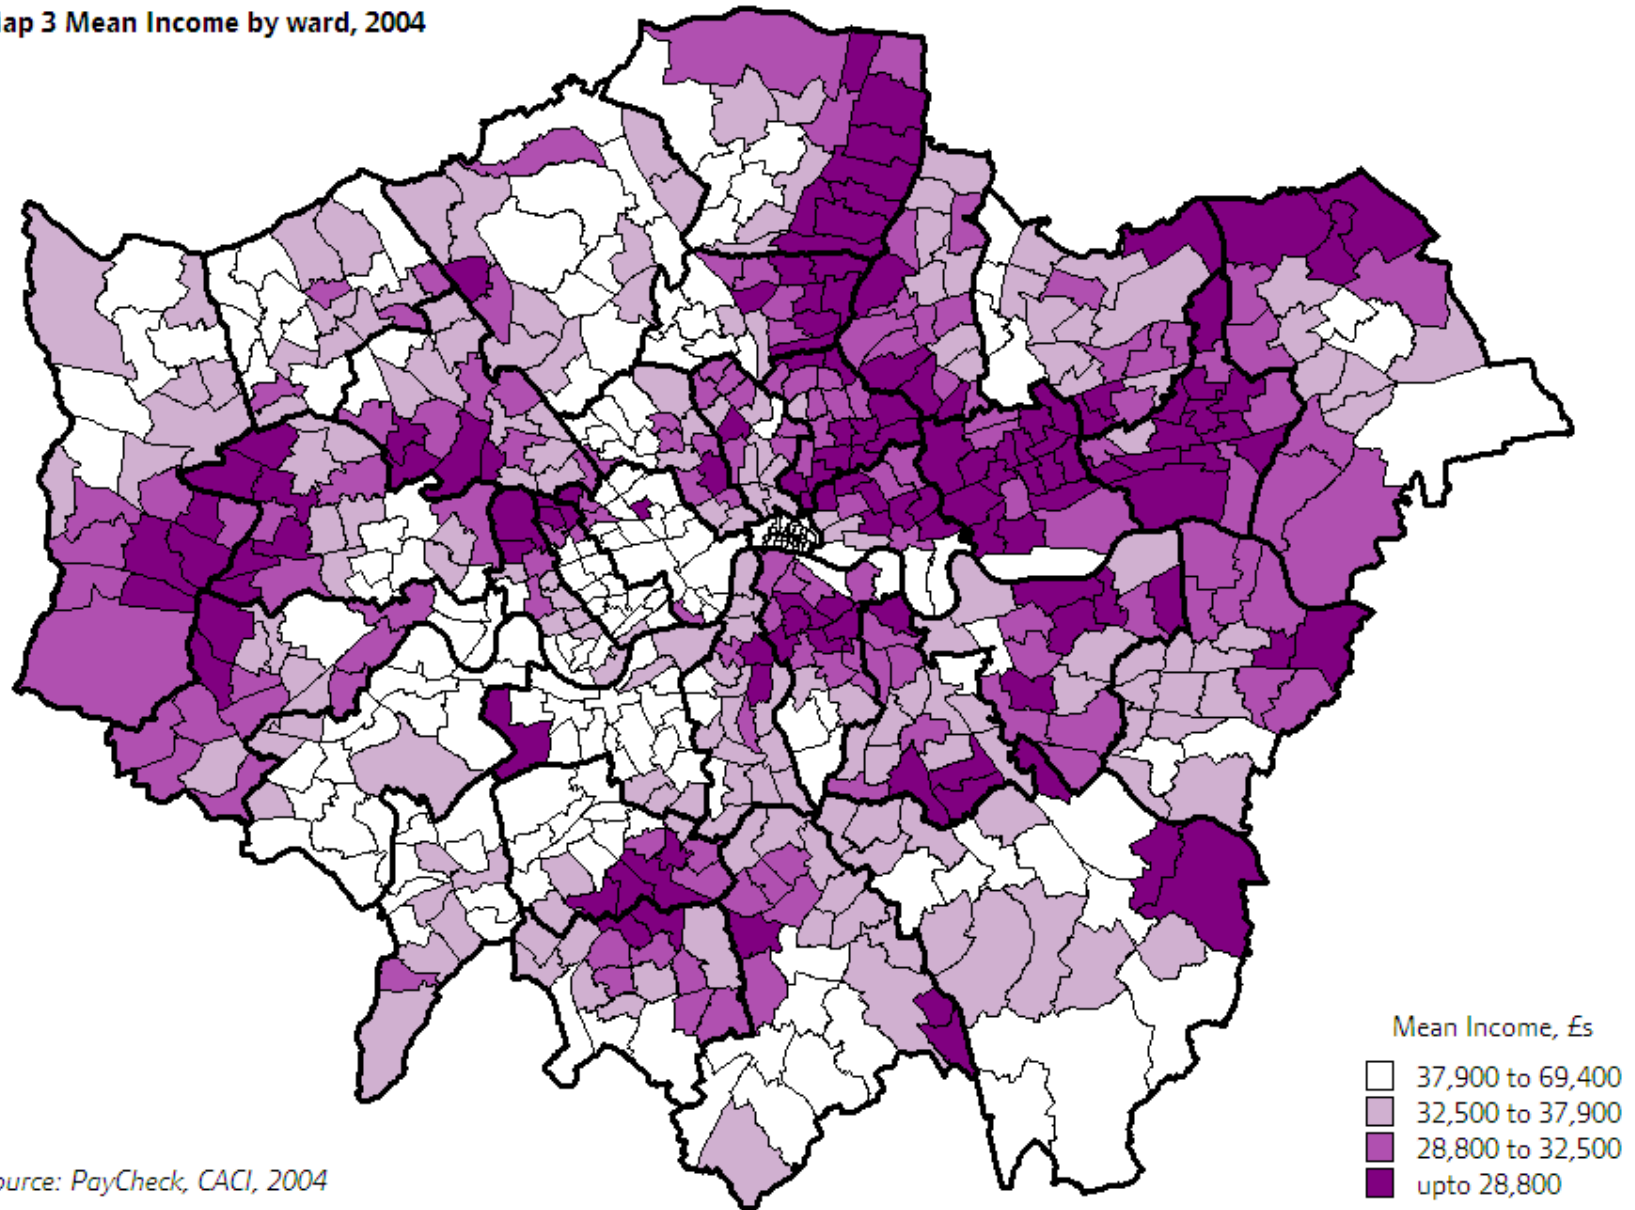 ap 3 Mean Income by ward, 2004
Mean Income, £s
37,900 to 69,400
32,500 to 37,900
28,800 to 32,500
upto 28,800
ource: PayCheck, CACI, 2004